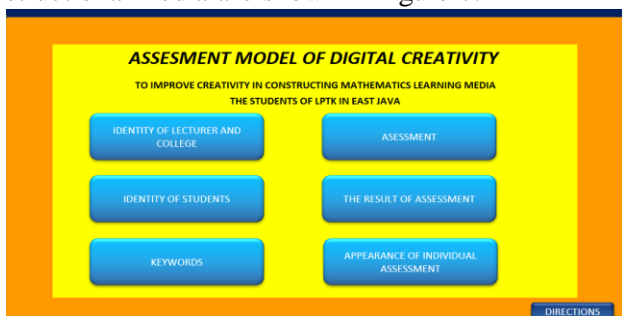 ASSESMENT MODEL OF DIGITAL CREATIVITY
TO IMPROVE CREATIVITY IN CONSTRUCTING MATHEMATICS LEARNING MEDIA
THE STUDENTS OF LPTK IN EAST JAVA
IDENTITY OF LECTURER AND
COLLEGE
ASESSMENT
IDENTITY OF STUDENTS
THE RESULT OF ASSESSMENT
KEYWORDS
APPEARANCE OF INDIVIDUAL
ASSESSMENT
DIRECTIONS